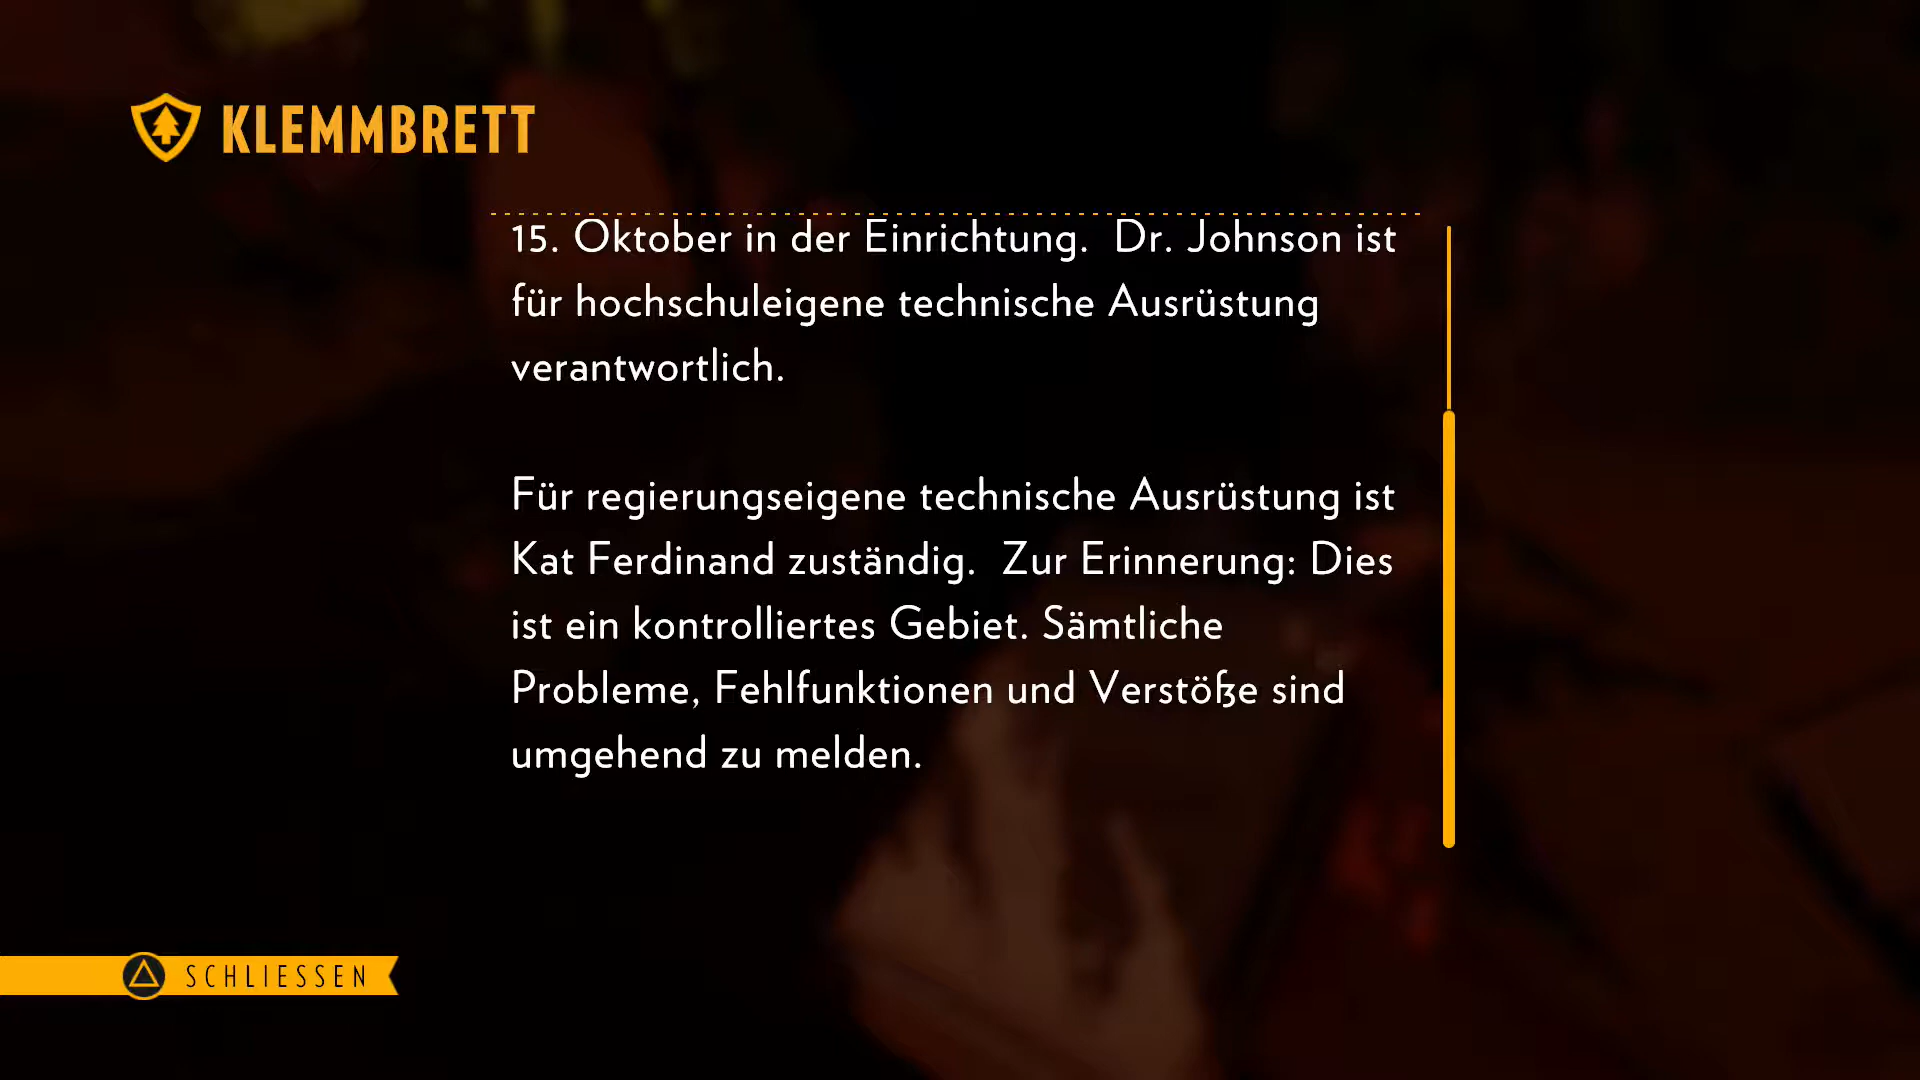 KLEMMBRETT
15. Oktober in der Einrichtung.  Dr. Johnson ist
für hochschuleigene technische Ausrüstung
verantwortlich.
Für regierungseigene technische Ausrüstung ist
Kat Ferdinand zuständig.  Zur Erinnerung: Dies
ist ein kontrolliertes Gebiet. Sämtliche
Probleme, Fehlfunktionen und Verstöße sind
umgehend zu melden.
SCHLIESSEN